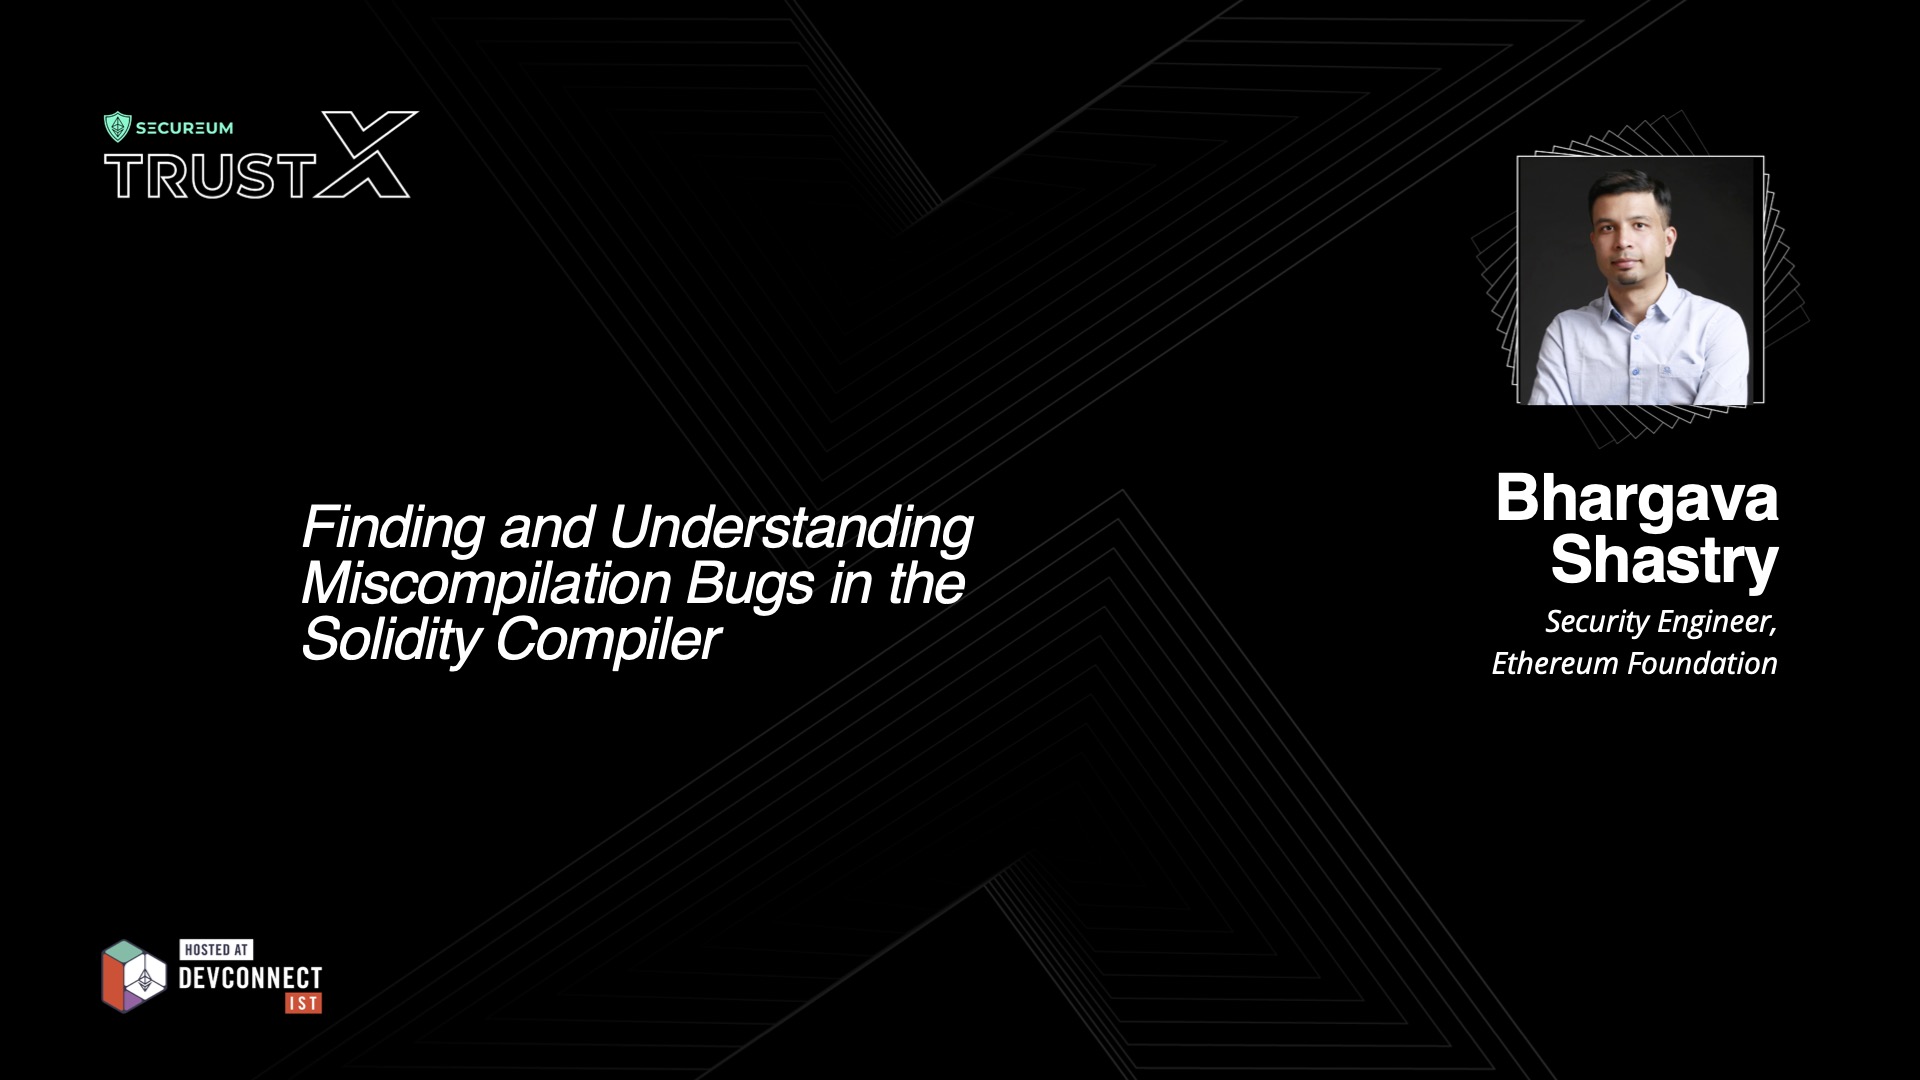 SECUREUM
TRUSTX
Finding and Understanding
Miscompilation Bugs in the
Solidity Compiler
Bhargava
Shastry
Security Engineer,
Ethereum Foundation
HOSTED AT
DEVCONNECT
IST